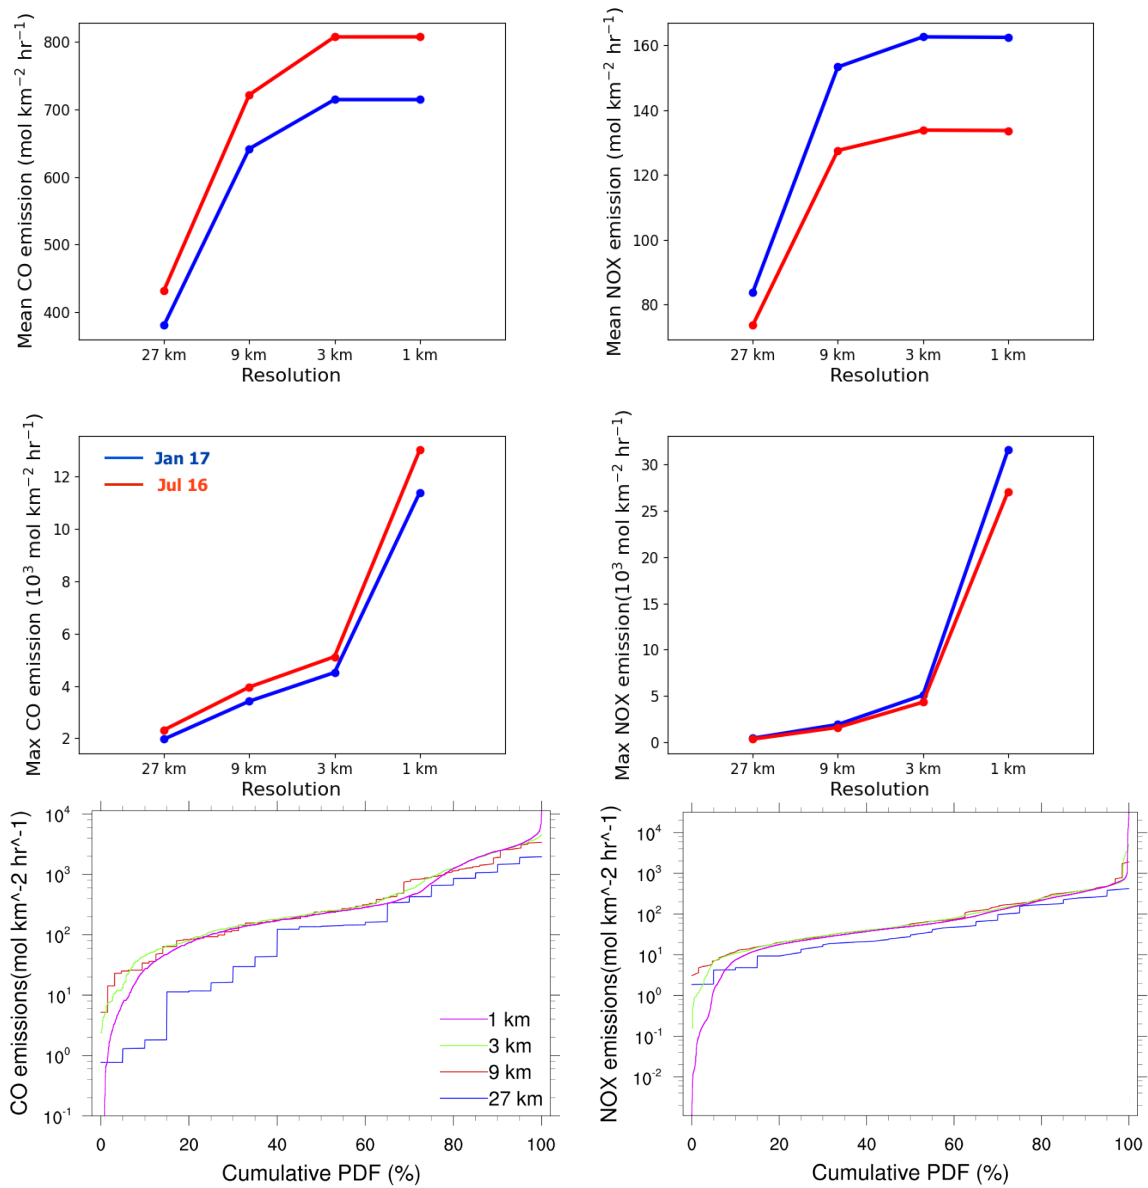 Mean CO emission (mol km⁻² hr⁻¹)
800
700
600
500
400
27 km 9 km 3 km 1 km
Resolution
Mean NOX emission (mol km⁻² hr⁻¹)
160
140
120
100
80
27 km 9 km 3 km 1 km
Resolution
Max CO emission (10³ mol km⁻² hr⁻¹)
12
10
8
6
4
2
Jan 17
Jul 16
27 km 9 km 3 km 1 km
Resolution
Max NOX emission(10³ mol km⁻² hr⁻¹)
30
25
20
15
10
5
0
27 km 9 km 3 km 1 km
Resolution
CO emissions(mol km^-2 hr^-1)
10⁴
10³
10²
10¹
10⁰
10⁻¹
1 km
3 km
9 km
27 km
0 20 40 60 80 100
Cumulative PDF (%)
NOX emissions(mol km^-2 hr^-1)
10⁴
10³
10²
10¹
10⁰
10⁻¹
10⁻²
0 20 40 60 80 100
Cumulative PDF (%)